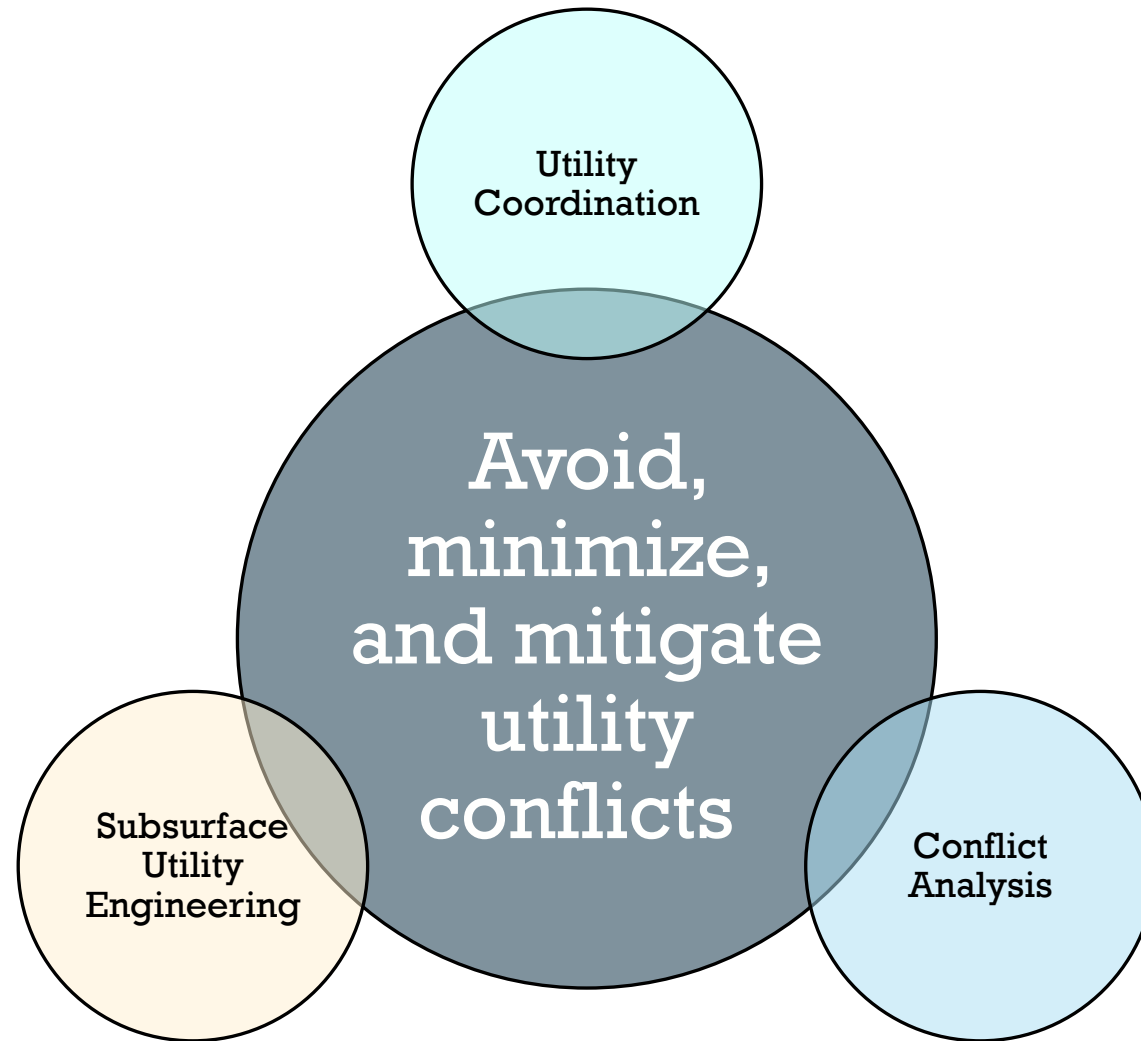 Utility
Coordination
Avoid,
minimize,
and mitigate
utility
conflicts
Subsurface
Utility
Engineering
Conflict
Analysis